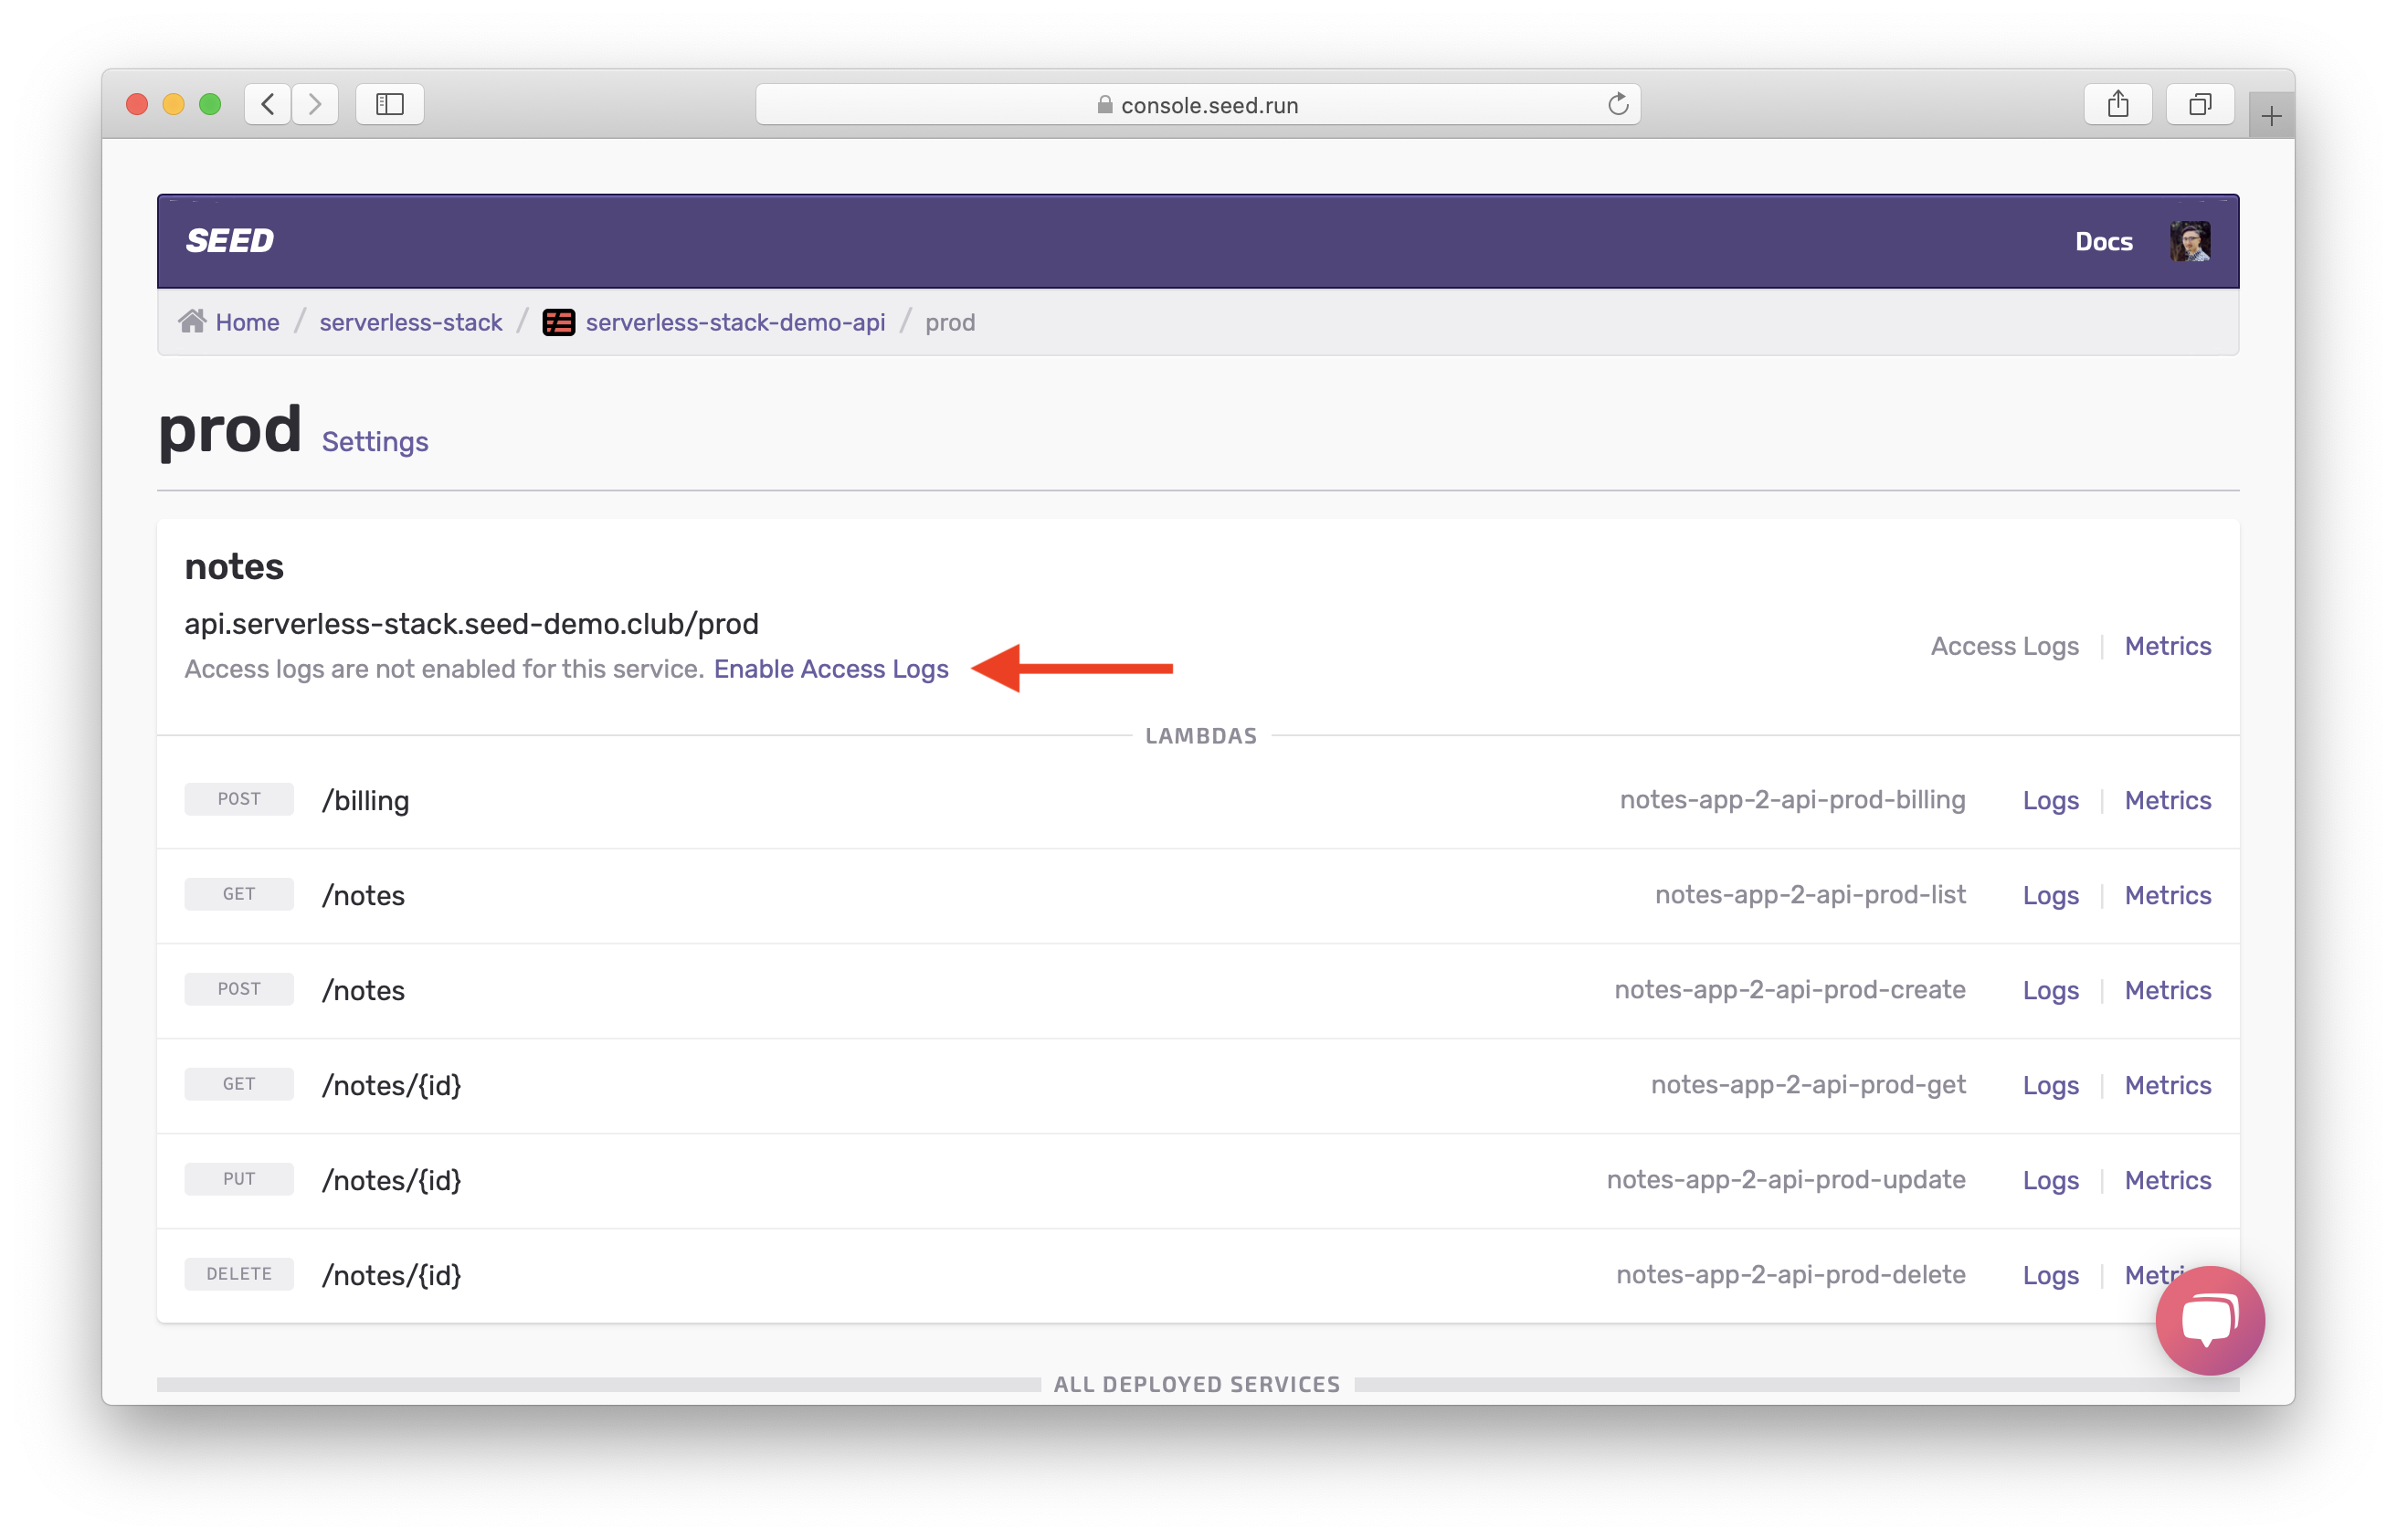 console.seed.run
SEED
Docs
Home / serverless-stack / serverless-stack-demo-api / prod
prod Settings
notes
api.serverless-stack.seed-demo.club/prod
Access logs are not enabled for this service. Enable Access Logs
Access Logs | Metrics
LAMBDAS
POST /billing notes-app-2-api-prod-billing Logs | Metrics
GET /notes notes-app-2-api-prod-list Logs | Metrics
POST /notes notes-app-2-api-prod-create Logs | Metrics
GET /notes/{id} notes-app-2-api-prod-get Logs | Metrics
PUT /notes/{id} notes-app-2-api-prod-update Logs | Metrics
DELETE /notes/{id} notes-app-2-api-prod-delete Logs | Metri
ALL DEPLOYED SERVICES